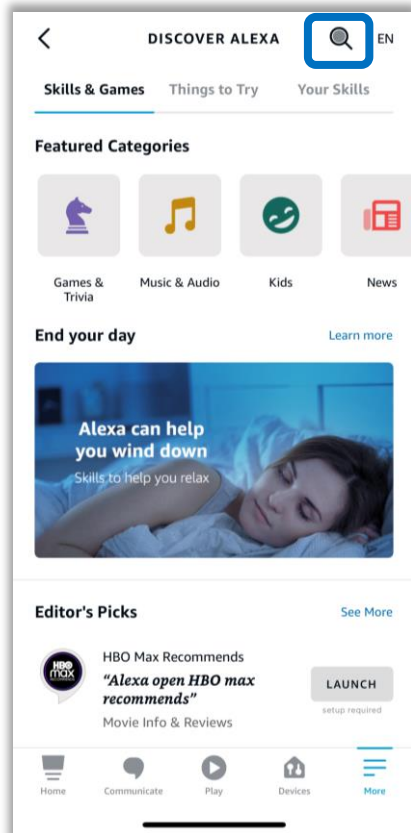 DISCOVER ALEXA EN
Skills & Games Things to Try Your Skills
Featured Categories
Games &
Trivia
Music & Audio
Kids
News
End your day Learn more
Alexa can help
you wind down
Skills to help you relax
Editor's Picks See More
HBO
max
RECOMMENDS
HBO Max Recommends
“Alexa open HBO max
recommends”
Movie Info & Reviews
LAUNCH
setup required
Home Communicate Play Devices More